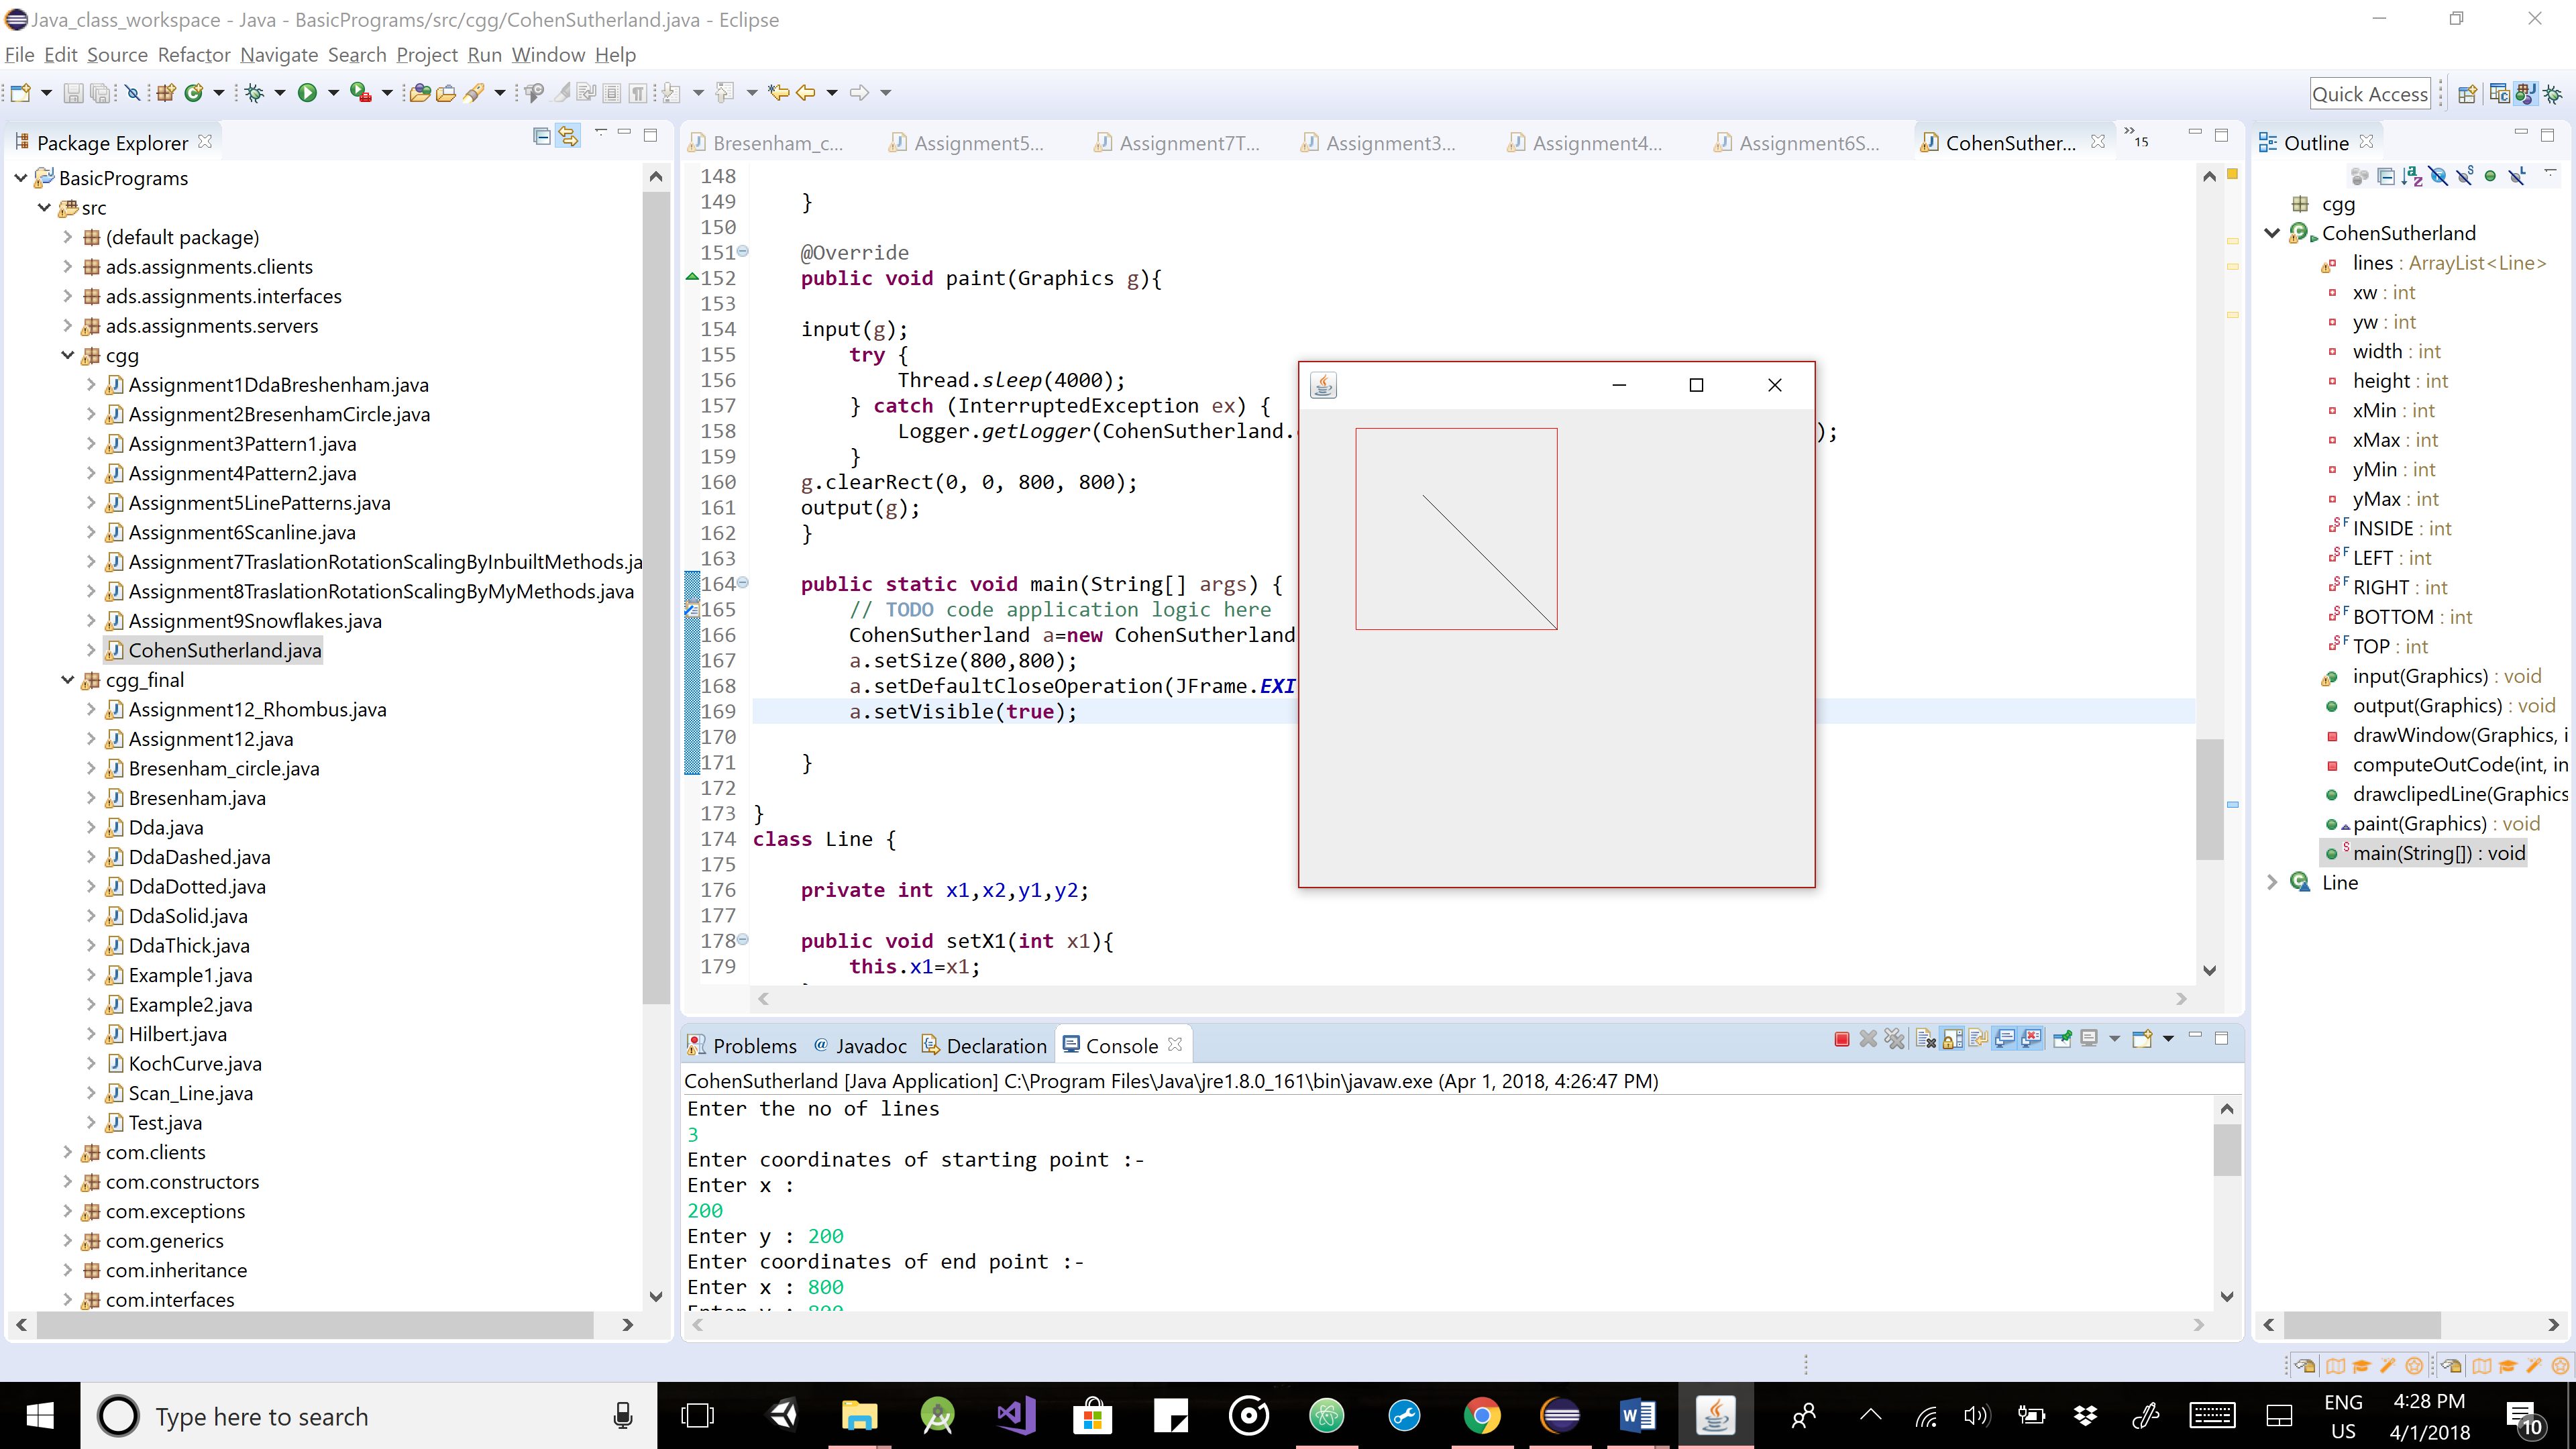 Java_class_workspace - Java - BasicPrograms/src/cgg/CohenSutherland.java - Eclipse
File Edit Source Refactor Navigate Search Project Run Window Help
Quick Access
Package Explorer
BasicPrograms
src
(default package)
ads.assignments.clients
ads.assignments.interfaces
ads.assignments.servers
cgg
Assignment1DdaBreshenham.java
Assignment2BresenhamCircle.java
Assignment3Pattern1.java
Assignment4Pattern2.java
Assignment5LinePatterns.java
Assignment6Scanline.java
Assignment7TraslationRotationScalingByInbuiltMethods.ja
Assignment8TraslationRotationScalingByMyMethods.java
Assignment9Snowflakes.java
CohenSutherland.java
cgg_final
Assignment12_Rhombus.java
Assignment12.java
Bresenham_circle.java
Bresenham.java
Dda.java
DdaDashed.java
DdaDotted.java
DdaSolid.java
DdaThick.java
Example1.java
Example2.java
Hilbert.java
KochCurve.java
Scan_Line.java
Test.java
com.clients
com.constructors
com.exceptions
com.generics
com.inheritance
com.interfaces
Bresenham_c... Assignment5... Assignment7T... Assignment3... Assignment4... Assignment6S... CohenSuther... »15
148
149 }
150
151 @Override
152 public void paint(Graphics g){
153
154 input(g);
155 try {
156 Thread.sleep(4000);
157 } catch (InterruptedException ex) {
158 Logger.getLogger(CohenSutherland. );
159 }
160 g.clearRect(0, 0, 800, 800);
161 output(g);
162 }
163
164 public static void main(String[] args) {
165 // TODO code application logic here
166 CohenSutherland a=new CohenSutherland
167 a.setSize(800,800);
168 a.setDefaultCloseOperation(JFrame.EXI
169 a.setVisible(true);
170
171 }
172
173 }
174 class Line {
175
176 private int x1,x2,y1,y2;
177
178 public void setX1(int x1){
179 this.x1=x1;
Problems @ Javadoc Declaration Console
CohenSutherland [Java Application] C:\Program Files\Java\jre1.8.0_161\bin\javaw.exe (Apr 1, 2018, 4:26:47 PM)
Enter the no of lines
3
Enter coordinates of starting point :-
Enter x :
200
Enter y : 200
Enter coordinates of end point :-
Enter x : 800
Outline
cgg
CohenSutherland
lines : ArrayList<Line>
xw : int
yw : int
width : int
height : int
xMin : int
xMax : int
yMin : int
yMax : int
INSIDE : int
LEFT : int
RIGHT : int
BOTTOM : int
TOP : int
input(Graphics) : void
output(Graphics) : void
drawWindow(Graphics, i
computeOutCode(int, in
drawclipedLine(Graphics
paint(Graphics) : void
main(String[]) : void
Line
Type here to search
ENG
US
4:28 PM
4/1/2018
10